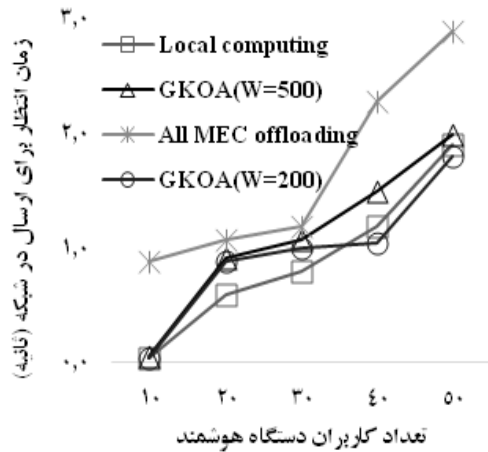 زمان انتظار برای ارسال در شبکه (ثانیه)
۳,۰
۲,۰
۱,۰
۰,۰
Local computing
GKOA(W=500)
All MEC offloading
GKOA(W=200)
۱۰ ۲۰ ۳۰ ۴۰ ۵۰
تعداد کاربران دستگاه هوشمند